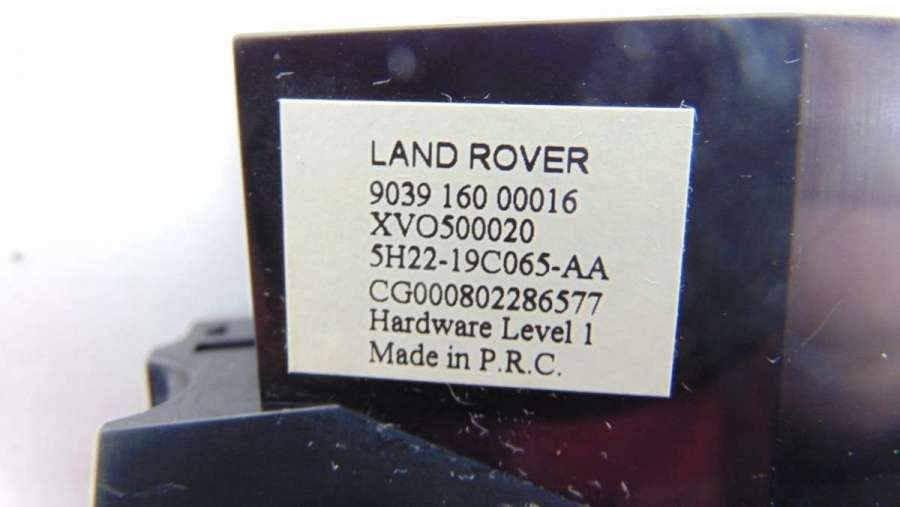 LAND ROVER
9039 160 00016
XVO500020
5H22-19C065-AA
CG000802286577
Hardware Level 1
Made in P.R.C.